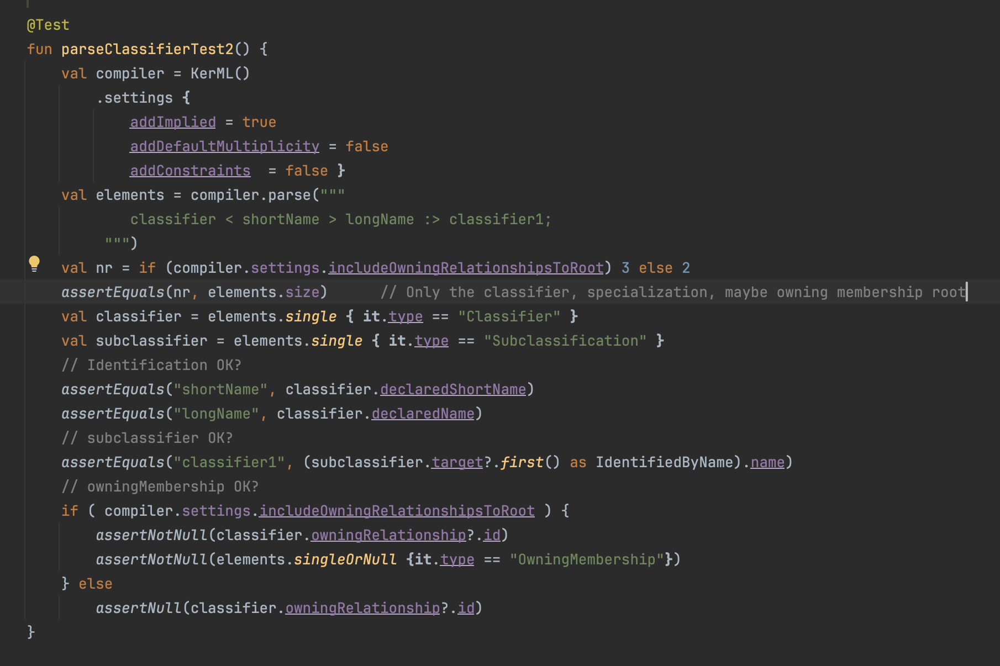 @Test
fun parseClassifierTest2() {
    val compiler = KerML()
        .settings {
            addImplied = true
            addDefaultMultiplicity = false
            addConstraints  = false }
    val elements = compiler.parse("""
            classifier < shortName > longName :> classifier1;
         """)
    val nr = if (compiler.settings.includeOwningRelationshipsToRoot) 3 else 2
    assertEquals(nr, elements.size)      // Only the classifier, specialization, maybe owning membership root
    val classifier = elements.single { it.type == "Classifier" }
    val subclassifier = elements.single { it.type == "Subclassification" }
    // Identification OK?
    assertEquals("shortName", classifier.declaredShortName)
    assertEquals("longName", classifier.declaredName)
    // subclassifier OK?
    assertEquals("classifier1", (subclassifier.target?.first() as IdentifiedByName).name)
    // owningMembership OK?
    if ( compiler.settings.includeOwningRelationshipsToRoot ) {
        assertNotNull(classifier.owningRelationship?.id)
        assertNotNull(elements.singleOrNull {it.type == "OwningMembership"})
    } else
        assertNull(classifier.owningRelationship?.id)
}